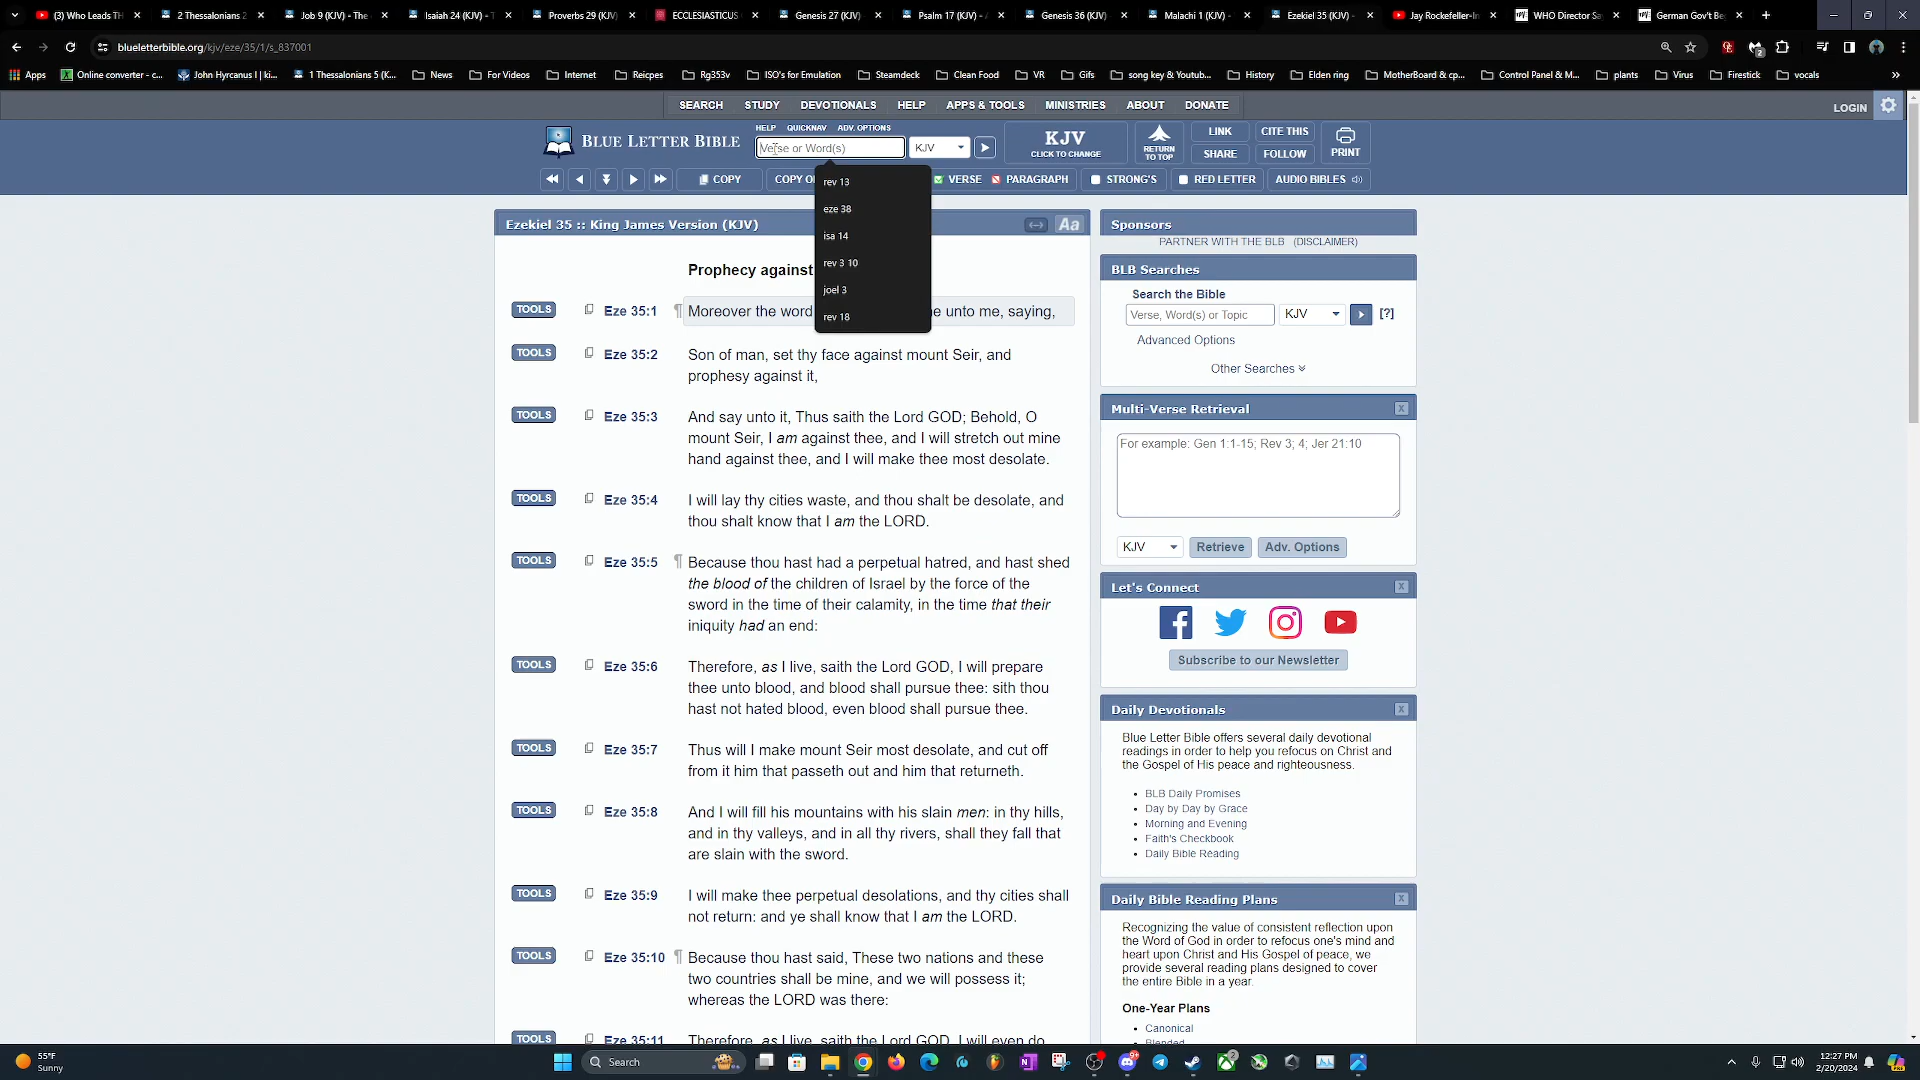 (3) Who Leads TH
2 Thessalonians 2
Job 9 (KJV) - The
Isaiah 24 (KJV) - T
Proverbs 29 (KJV)
ECCLESIASTICUS
Genesis 27 (KJV)
Psalm 17 (KJV) - A
Genesis 36 (KJV)
Malachi 1 (KJV) -
Ezekiel 35 (KJV) -
Jay Rockefeller-In
WHO Director Sa
German Gov't Be
blueletterbible.org/kjv/eze/35/1/s_837001
Apps
Online converter - c...
John Hyrcanus I | ki...
1 Thessalonians 5 (K...
News
For Videos
Internet
Reicpes
Rg353v
ISO's for Emulation
Steamdeck
Clean Food
VR
Gifs
song key & Youtub...
History
Elden ring
MotherBoard & cp...
Control Panel & M...
plants
Virus
Firestick
vocals
SEARCH STUDY DEVOTIONALS HELP APPS & TOOLS MINISTRIES ABOUT DONATE
LOGIN
BLUE LETTER BIBLE
HELP QUICKNAV ADV. OPTIONS
Verse or Word(s)
KJV
KJV
CLICK TO CHANGE
RETURN
TO TOP
LINK
CITE THIS
SHARE
FOLLOW
PRINT
COPY
COPY O
VERSE
PARAGRAPH
STRONG'S
RED LETTER
AUDIO BIBLES
rev 13
eze 38
isa 14
rev 3 10
joel 3
rev 18
Ezekiel 35 :: King James Version (KJV)
Aa
Prophecy against
TOOLS Eze 35:1 ¶ Moreover the word e unto me, saying,
TOOLS Eze 35:2 Son of man, set thy face against mount Seir, and
prophesy against it,
TOOLS Eze 35:3 And say unto it, Thus saith the Lord GOD; Behold, O
mount Seir, I am against thee, and I will stretch out mine
hand against thee, and I will make thee most desolate.
TOOLS Eze 35:4 I will lay thy cities waste, and thou shalt be desolate, and
thou shalt know that I am the LORD.
TOOLS Eze 35:5 ¶ Because thou hast had a perpetual hatred, and hast shed
the blood of the children of Israel by the force of the
sword in the time of their calamity, in the time that their
iniquity had an end:
TOOLS Eze 35:6 Therefore, as I live, saith the Lord GOD, I will prepare
thee unto blood, and blood shall pursue thee: sith thou
hast not hated blood, even blood shall pursue thee.
TOOLS Eze 35:7 Thus will I make mount Seir most desolate, and cut off
from it him that passeth out and him that returneth.
TOOLS Eze 35:8 And I will fill his mountains with his slain men: in thy hills,
and in thy valleys, and in all thy rivers, shall they fall that
are slain with the sword.
TOOLS Eze 35:9 I will make thee perpetual desolations, and thy cities shall
not return: and ye shall know that I am the LORD.
TOOLS Eze 35:10 ¶ Because thou hast said, These two nations and these
two countries shall be mine, and we will possess it;
whereas the LORD was there:
TOOLS Eze 35:11 Therefore, as I live, saith the Lord GOD, I will even do
Sponsors
PARTNER WITH THE BLB (DISCLAIMER)
BLB Searches
Search the Bible
Verse, Word(s) or Topic
KJV
[?]
Advanced Options
Other Searches
Multi-Verse Retrieval
For example: Gen 1:1-15; Rev 3; 4; Jer 21:10
KJV
Retrieve
Adv. Options
Let's Connect
Subscribe to our Newsletter
Daily Devotionals
Blue Letter Bible offers several daily devotional
readings in order to help you refocus on Christ and
the Gospel of His peace and righteousness.
• BLB Daily Promises
• Day by Day by Grace
• Morning and Evening
• Faith's Checkbook
• Daily Bible Reading
Daily Bible Reading Plans
Recognizing the value of consistent reflection upon
the Word of God in order to refocus one's mind and
heart upon Christ and His Gospel of peace, we
provide several reading plans designed to cover
the entire Bible in a year.
One-Year Plans
• Canonical
• Blended
55°F
Sunny
Search
12:27 PM
2/20/2024